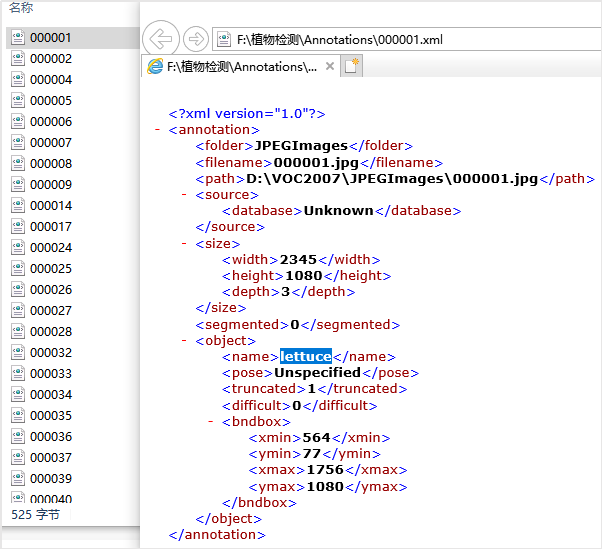 名称
000001
000002
000004
000005
000006
000007
000008
000009
000014
000017
000024
000025
000026
000027
000028
000032
000033
000034
000035
000036
000037
000039
000040
525 字节
F:\植物检测\Annotations\000001.xml
F:\植物检测\Annotations\...
<?xml version="1.0"?>
- <annotation>
<folder>JPEGImages</folder>
<filename>000001.jpg</filename>
<path>D:\VOC2007\JPEGImages\000001.jpg</path>
- <source>
<database>Unknown</database>
</source>
- <size>
<width>2345</width>
<height>1080</height>
<depth>3</depth>
</size>
<segmented>0</segmented>
- <object>
<name>lettuce</name>
<pose>Unspecified</pose>
<truncated>1</truncated>
<difficult>0</difficult>
- <bndbox>
<xmin>564</xmin>
<ymin>77</ymin>
<xmax>1756</xmax>
<ymax>1080</ymax>
</bndbox>
</object>
</annotation>